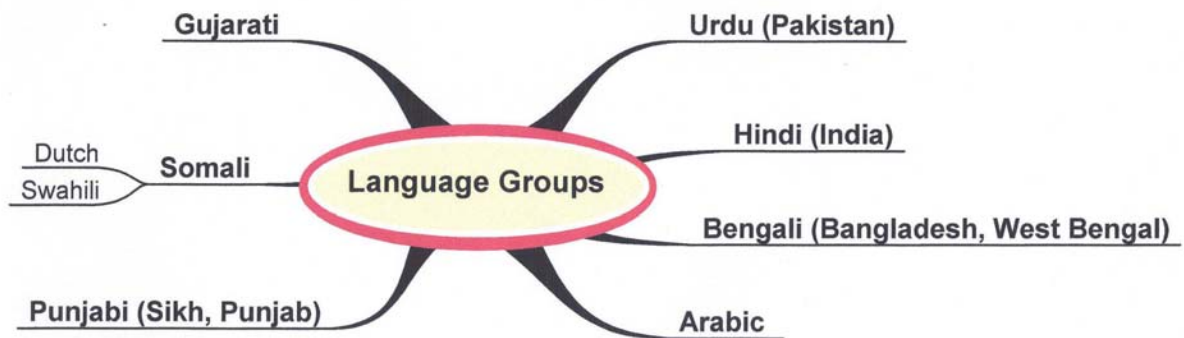 Gujarati
Urdu (Pakistan)
Hindi (India)
Dutch
Somali
Swahili
Language Groups
Bengali (Bangladesh, West Bengal)
Punjabi (Sikh, Punjab)
Arabic